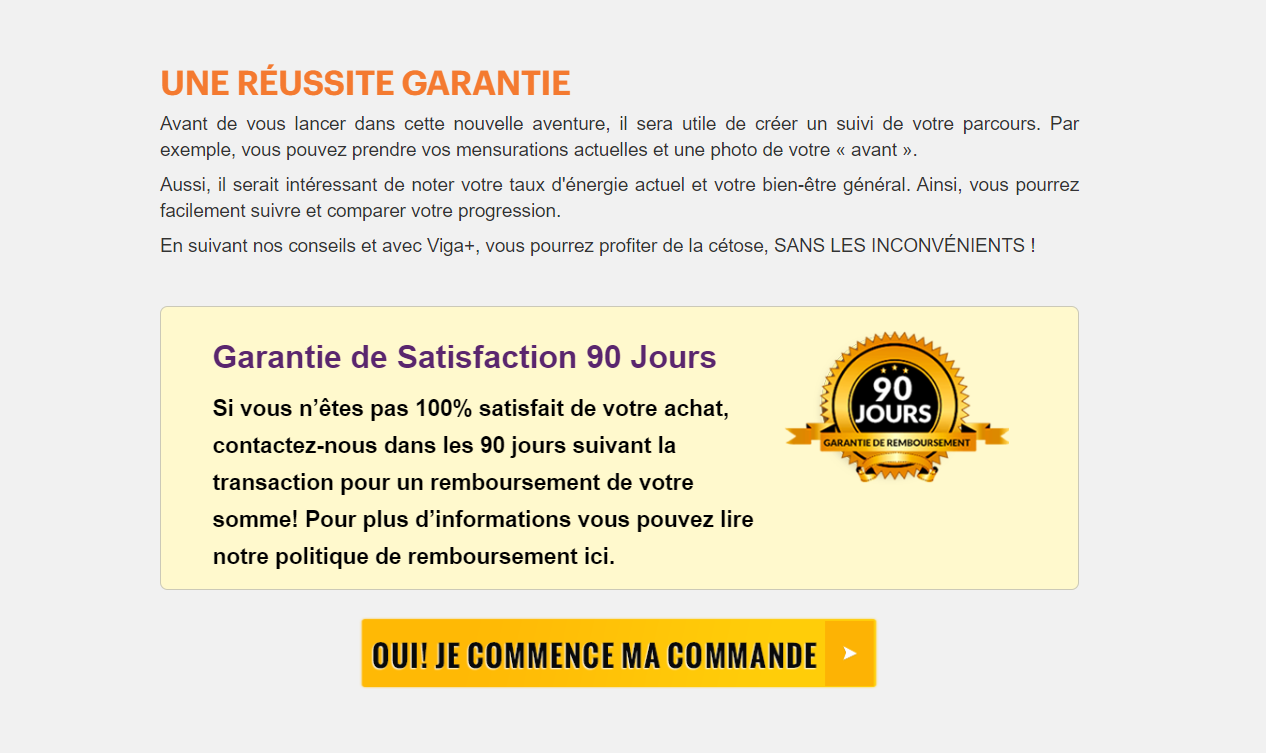 UNE RÉUSSITE GARANTIE
Avant de vous lancer dans cette nouvelle aventure, il sera utile de créer un suivi de votre parcours. Par
exemple, vous pouvez prendre vos mensurations actuelles et une photo de votre « avant ».
Aussi, il serait intéressant de noter votre taux d'énergie actuel et votre bien-être général. Ainsi, vous pourrez
facilement suivre et comparer votre progression.
En suivant nos conseils et avec Viga+, vous pourrez profiter de la cétose, SANS LES INCONVÉNIENTS !
Garantie de Satisfaction 90 Jours
Si vous n’êtes pas 100% satisfait de votre achat,
contactez-nous dans les 90 jours suivant la
transaction pour un remboursement de votre
somme! Pour plus d’informations vous pouvez lire
notre politique de remboursement ici.
90
JOURS
GARANTIE DE REMBOURSEMENT
OUI! JE COMMENCE MA COMMANDE